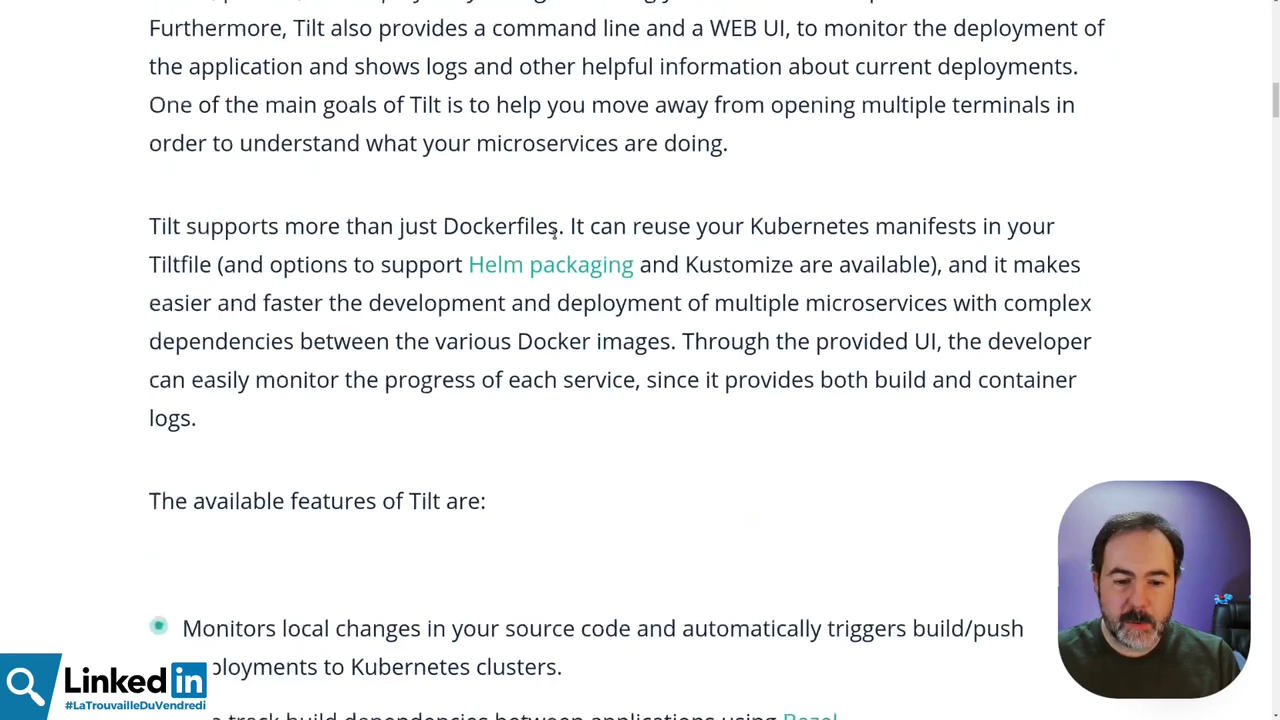 Furthermore, Tilt also provides a command line and a WEB UI, to monitor the deployment of
the application and shows logs and other helpful information about current deployments.
One of the main goals of Tilt is to help you move away from opening multiple terminals in
order to understand what your microservices are doing.
Tilt supports more than just Dockerfiles. It can reuse your Kubernetes manifests in your
Tiltfile (and options to support Helm packaging and Kustomize are available), and it makes
easier and faster the development and deployment of multiple microservices with complex
dependencies between the various Docker images. Through the provided UI, the developer
can easily monitor the progress of each service, since it provides both build and container
logs.
The available features of Tilt are:
Monitors local changes in your source code and automatically triggers build/push
ployments to Kubernetes clusters.
track build dependencies between applications using Bazel
Linked in
#LaTrouvailleDuVendredi